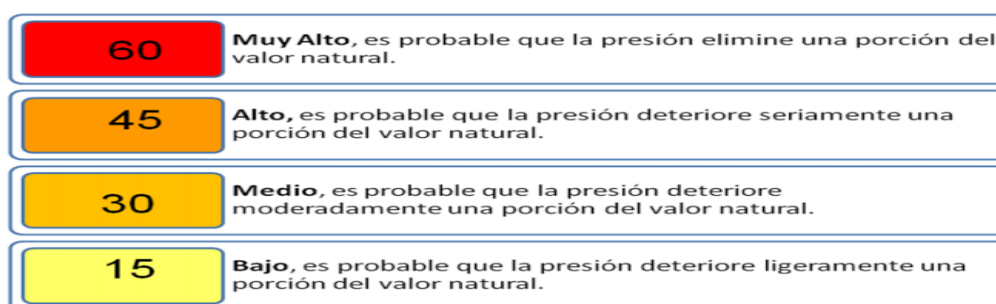 60
Muy Alto, es probable que la presión elimine una porción del
valor natural.
45
Alto, es probable que la presión deteriore seriamente una
porción del valor natural.
30
Medio, es probable que la presión deteriore
moderadamente una porción del valor natural.
15
Bajo, es probable que la presión deteriore ligeramente una
porción del valor natural.